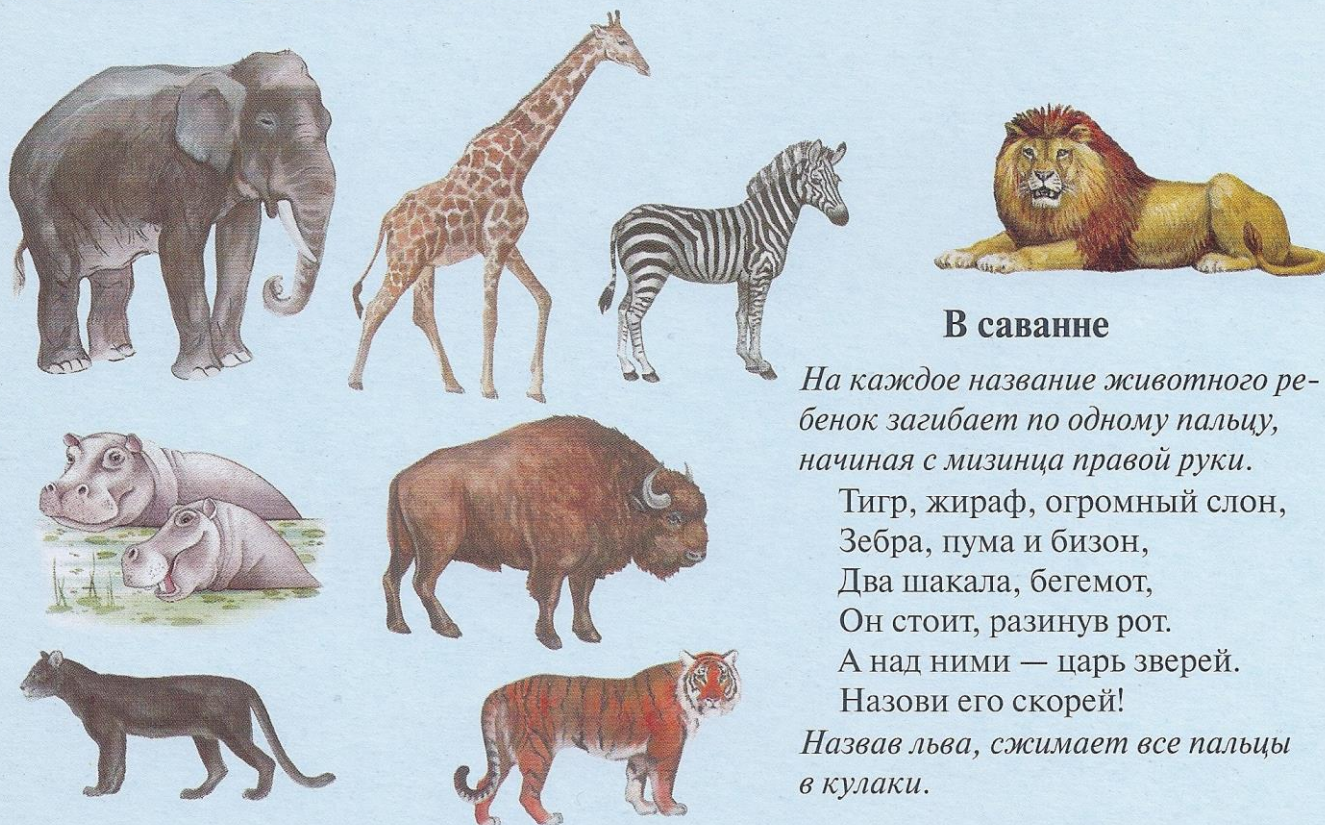 В саванне
На каждое название животного ре-
бенок загибает по одному пальцу,
начиная с мизинца правой руки.
Тигр, жираф, огромный слон,
Зебра, пума и бизон,
Два шакала, бегемот,
Он стоит, разинув рот.
А над ними — царь зверей.
Назови его скорей!
Назвав льва, сжимает все пальцы
в кулаки.